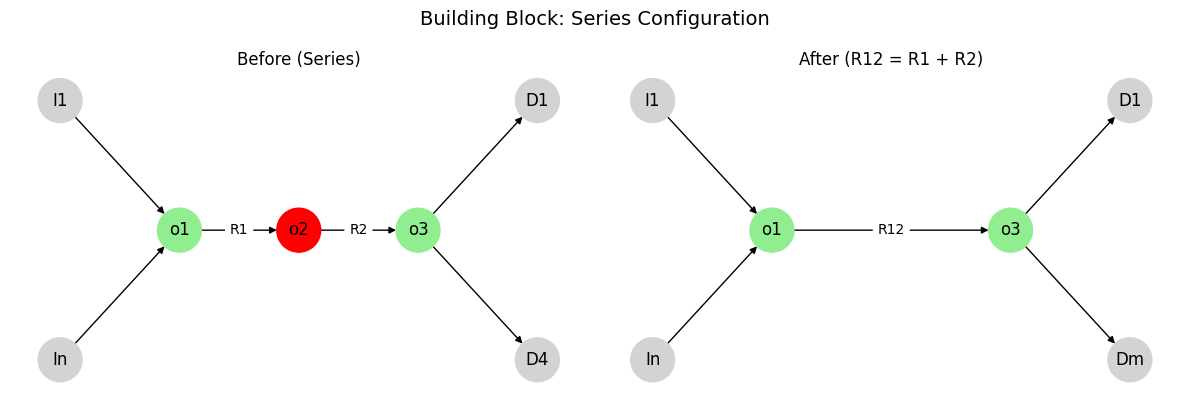 Building Block: Series Configuration
Before (Series)
I1
D1
o1
R1
o2
R2
o3
In
D4
After (R12 = R1 + R2)
I1
D1
o1
R12
o3
In
Dm